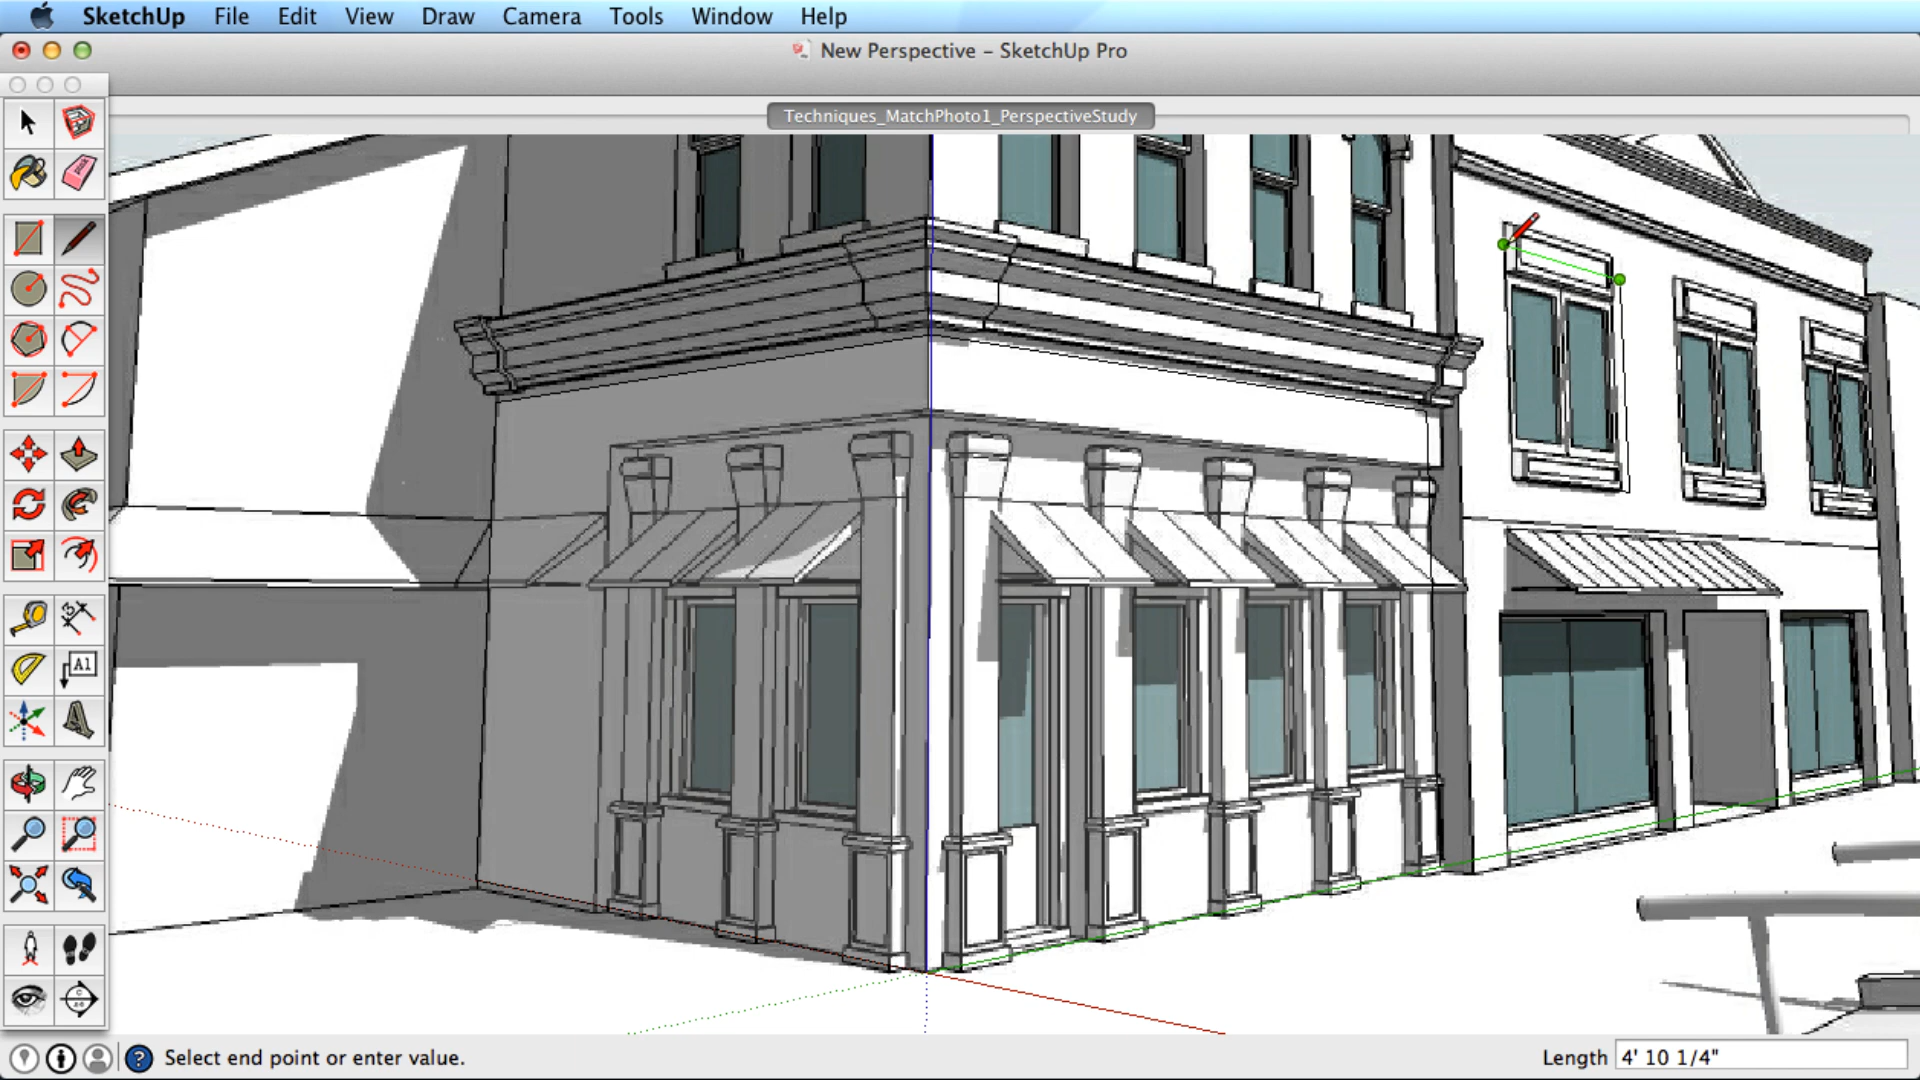 SketchUp File Edit View Draw Camera Tools Window Help
New Perspective – SketchUp Pro
Techniques_MatchPhoto1_PerspectiveStudy
A1
Select end point or enter value.
Length 4' 10 1/4"